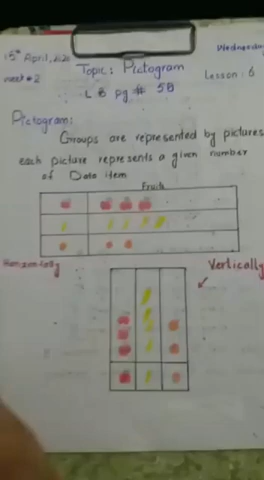 15th April, 2020
Wednesday
Week # 2
Topic: Pictogram
Lesson: 6
L B pg # 58
Pictogram:
Groups are represented by pictures
each picture represents a given number
of Data item
Fruits
Horizontally
Vertically